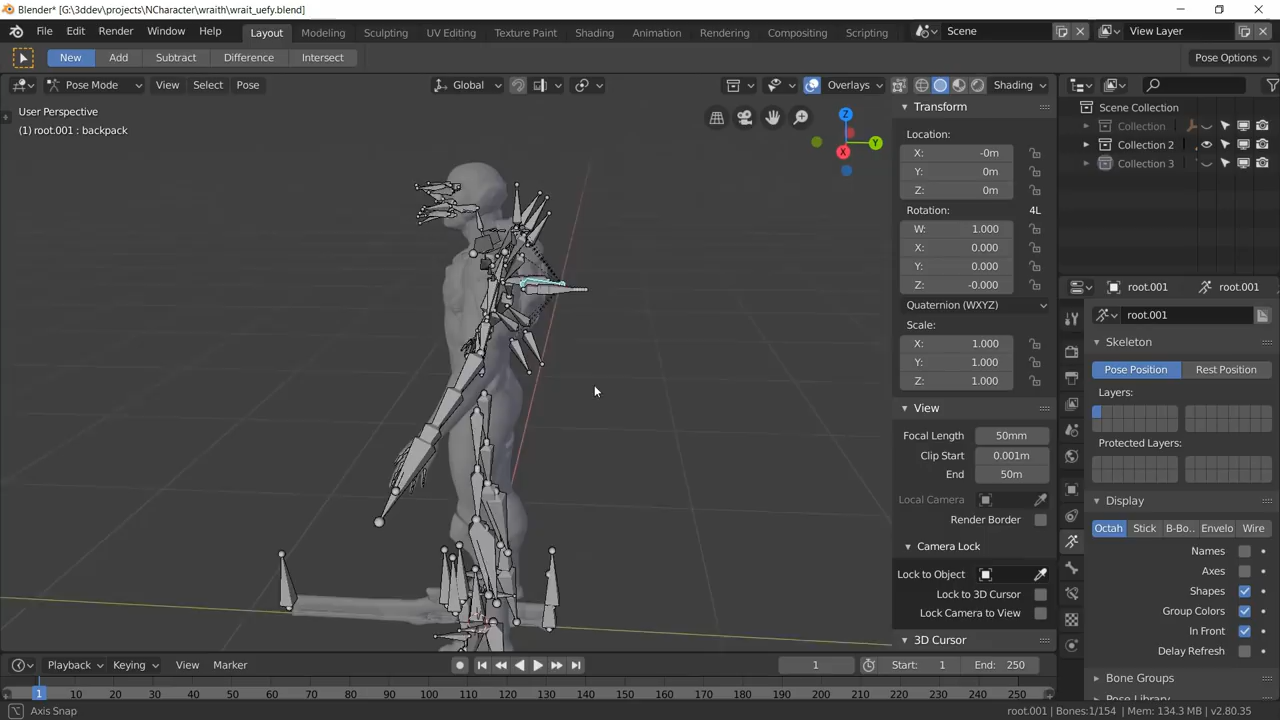 Blender* [G:\3ddev\projects\NCharacter\wraith\wrait_uefy.blend]
File Edit Render Window Help Layout Modeling Sculpting UV Editing Texture Paint Shading Animation Rendering Compositing Scripting Scene View Layer
New Add Subtract Difference Intersect Pose Options
Pose Mode View Select Pose Global Overlays Shading
User Perspective
(1) root.001 : backpack
Transform
Location:
X: -0m
Y: 0m
Z: 0m
Rotation: 4L
W: 1.000
X: 0.000
Y: 0.000
Z: -0.000
Quaternion (WXYZ)
Scale:
X: 1.000
Y: 1.000
Z: 1.000
View
Focal Length 50mm
Clip Start 0.001m
End 50m
Local Camera
Render Border
Camera Lock
Lock to Object
Lock to 3D Cursor
Lock Camera to View
3D Cursor
Z
Y
X
Scene Collection
Collection
Collection 2
Collection 3
root.001 root.001
root.001
Skeleton
Pose Position Rest Position
Layers:
Protected Layers:
Display
Octah Stick B-Bo.. Envelo Wire
Names
Axes
Shapes
Group Colors
In Front
Delay Refresh
Bone Groups
Pose Library
Playback Keying View Marker 1 Start: 1 End: 250
1 10 20 30 40 50 60 70 80 90 100 110 120 130 140 150 160 170 180 190 200 210 220 230 240 250
Axis Snap root.001 | Bones:1/154 | Mem: 134.3 MB | v2.80.35